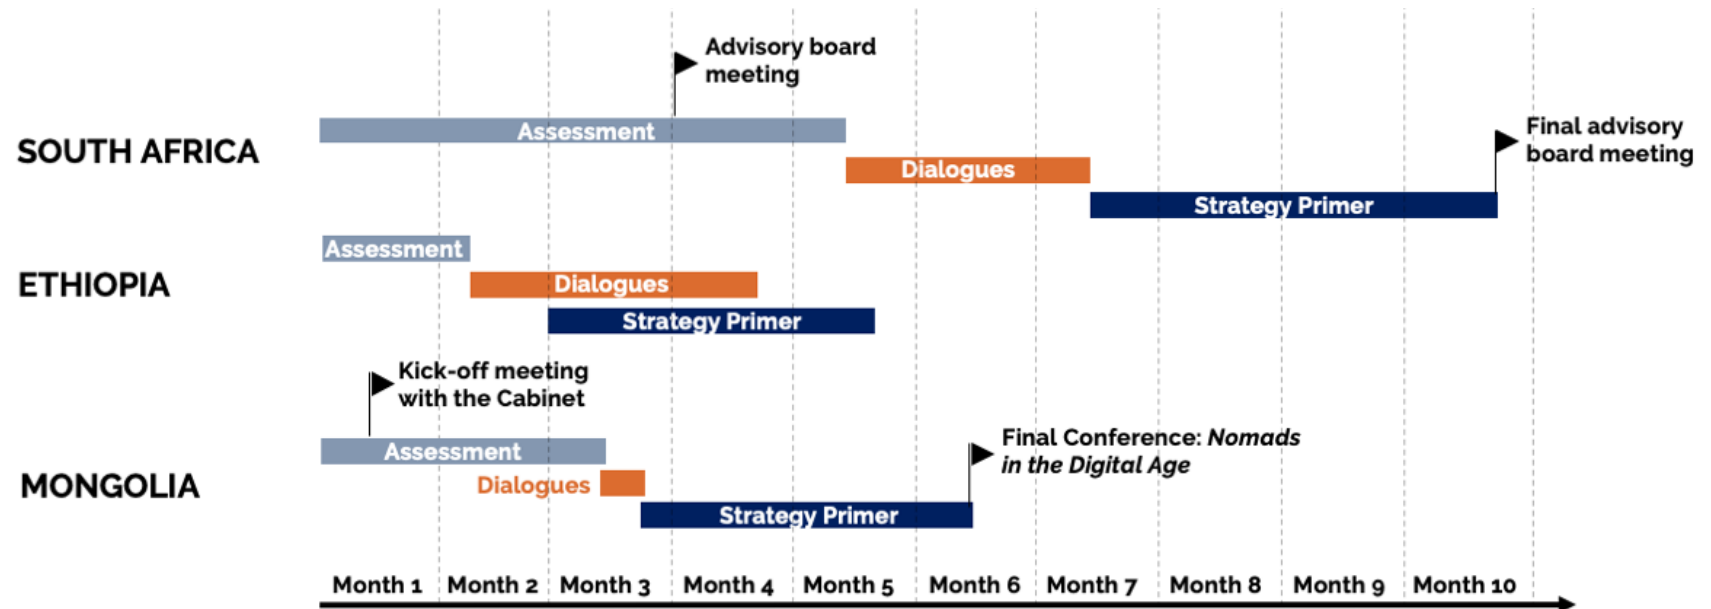 Advisory board
meeting
Assessment
SOUTH AFRICA
Dialogues
Final advisory
board meeting
Strategy Primer
Assessment
ETHIOPIA
Dialogues
Strategy Primer
Kick-off meeting
with the Cabinet
Assessment
MONGOLIA
Dialogues
Final Conference: Nomads
in the Digital Age
Strategy Primer
Month 1 Month 2 Month 3 Month 4 Month 5 Month 6 Month 7 Month 8 Month 9 Month 10